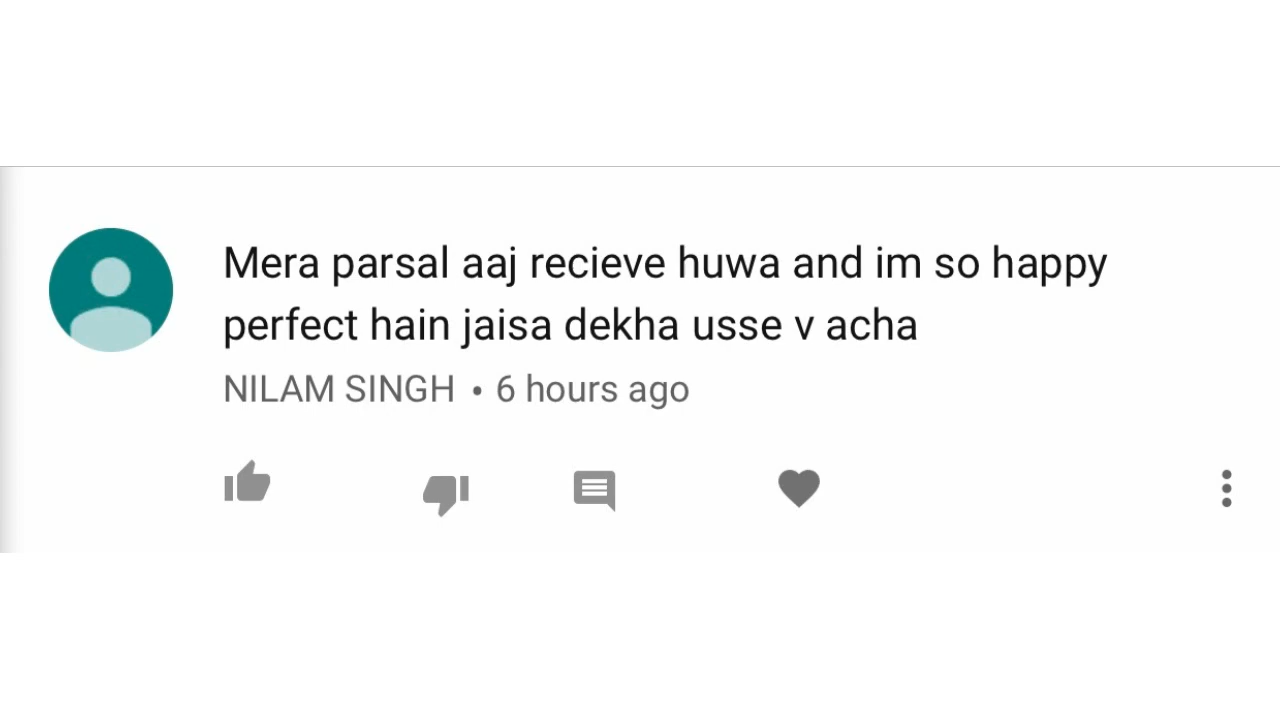 Mera parsal aaj recieve huwa and im so happy
perfect hain jaisa dekha usse v acha
NILAM SINGH • 6 hours ago